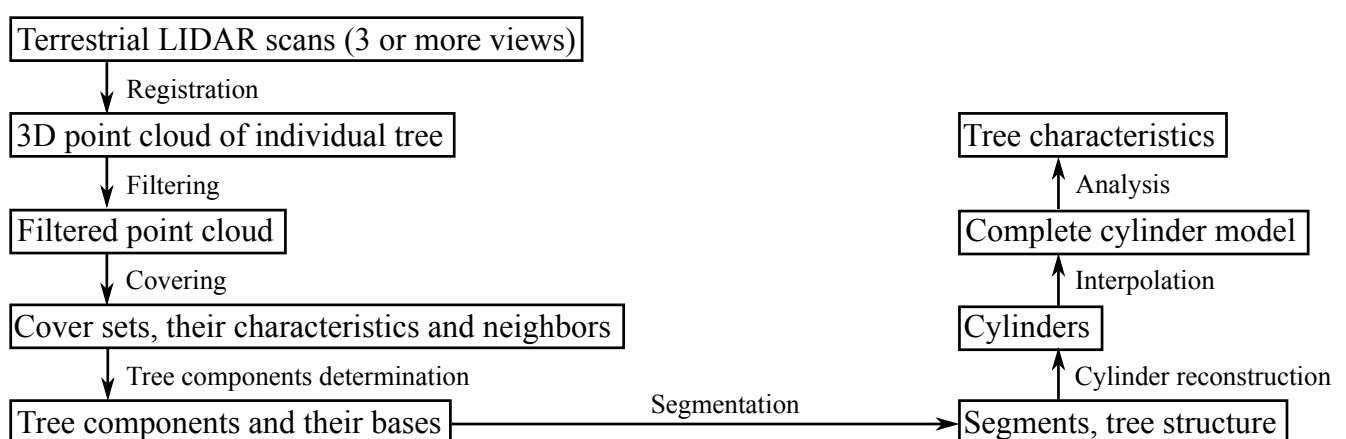 Terrestrial LIDAR scans (3 or more views)
Registration
3D point cloud of individual tree
Filtering
Filtered point cloud
Covering
Cover sets, their characteristics and neighbors
Tree components determination
Tree components and their bases
Segmentation
Segments, tree structure
Cylinder reconstruction
Cylinders
Interpolation
Complete cylinder model
Analysis
Tree characteristics